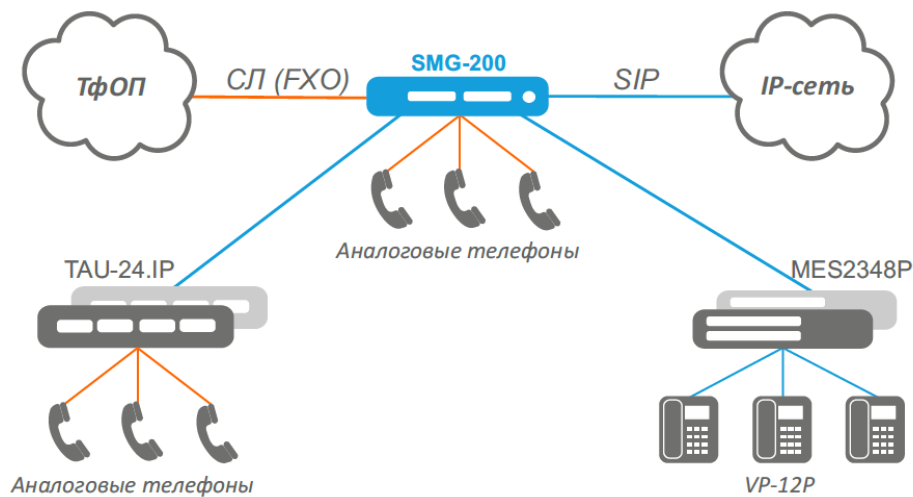 SMG-200
ТфОП
СЛ (FXO)
SIP
IP-сеть
Аналоговые телефоны
TAU-24.IP
MES2348P
Аналоговые телефоны
VP-12P